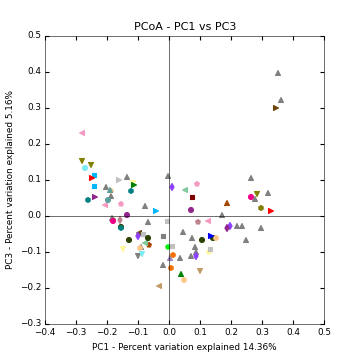 PCoA - PC1 vs PC3
0.5
0.4
0.3
0.2
0.1
0.0
−0.1
−0.2
−0.3
PC3 - Percent variation explained 5.16%
−0.4 −0.3 −0.2 −0.1 0.0 0.1 0.2 0.3 0.4 0.5
PC1 - Percent variation explained 14.36%